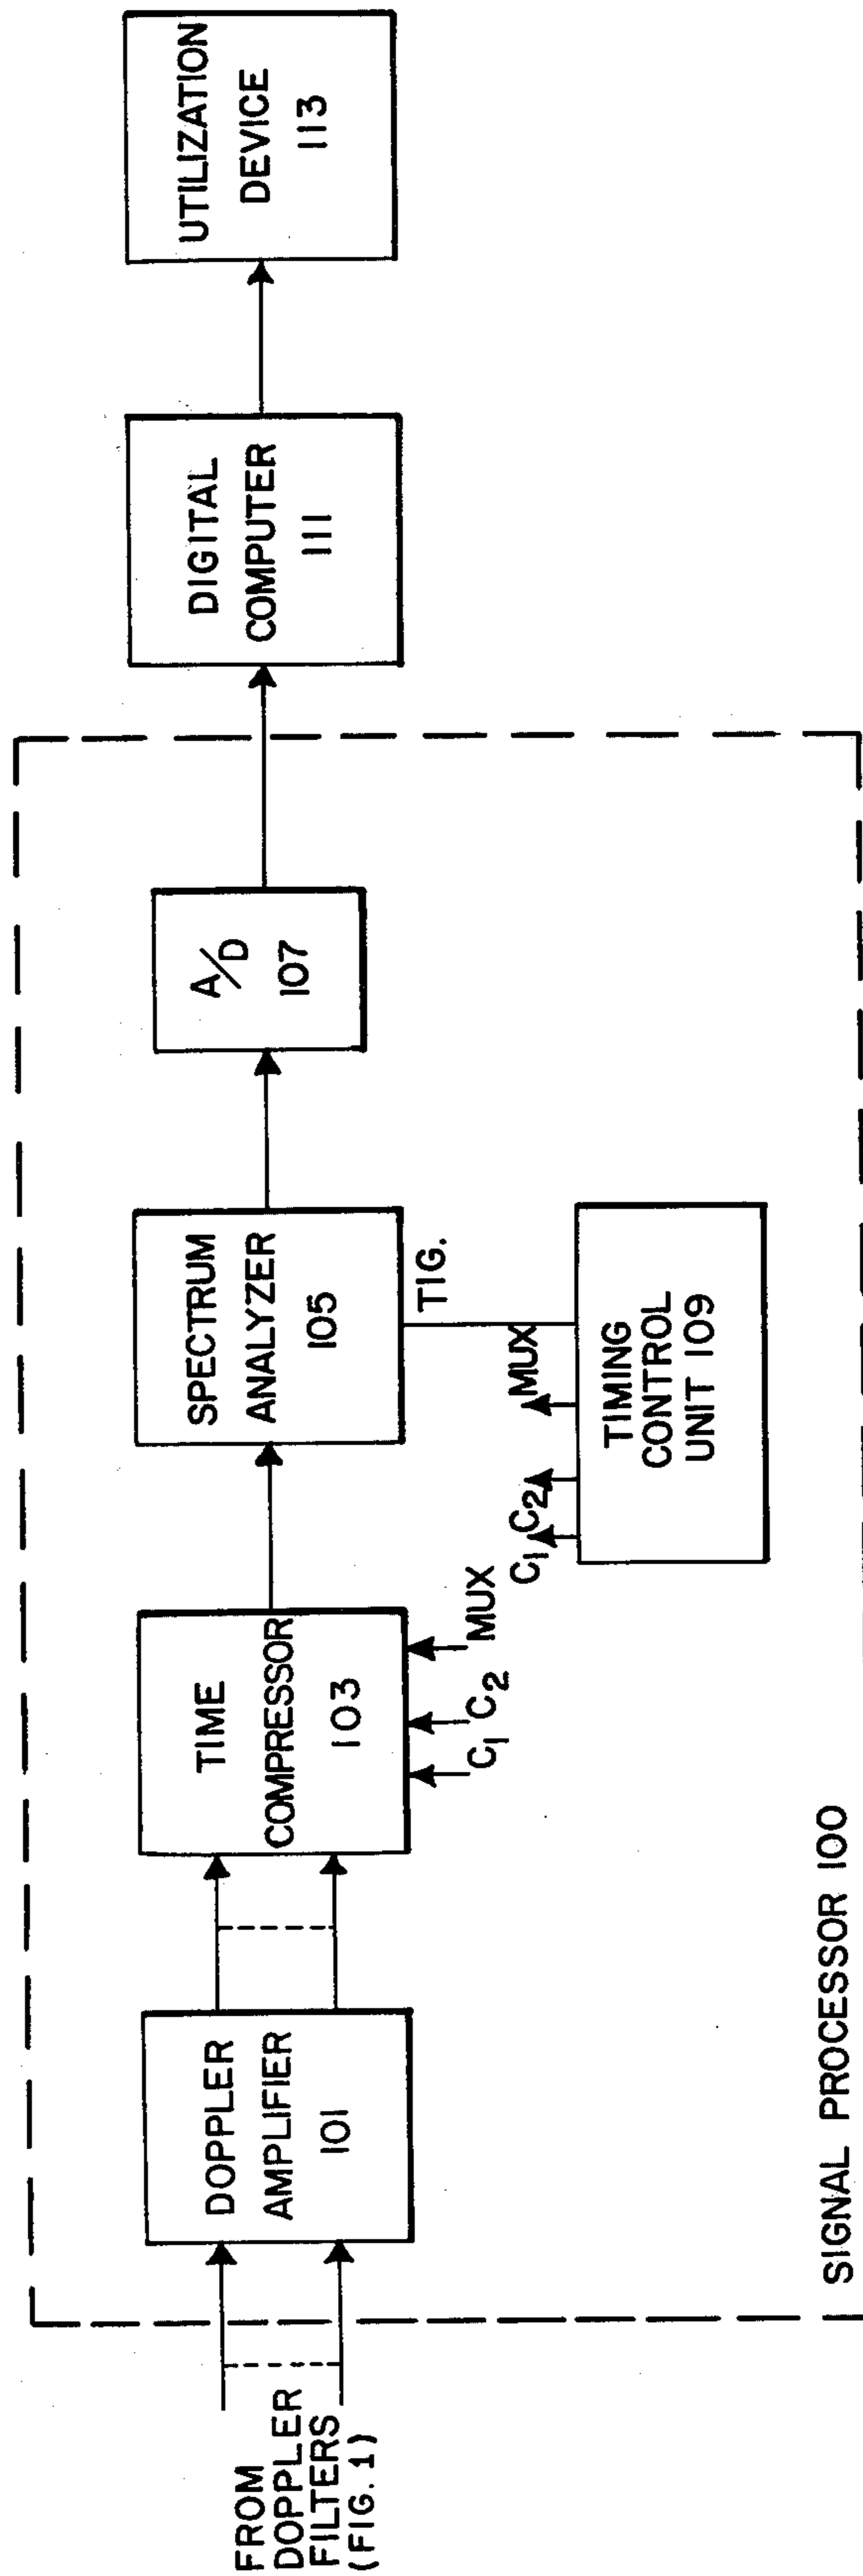 FROM
DOPPLER
FILTERS
(FIG. 1)
DOPPLER
AMPLIFIER
101
TIME
COMPRESSOR
103
C1 C2 MUX
SPECTRUM
ANALYZER
105
TIG.
A/D
107
C1 C2 MUX
TIMING
CONTROL
UNIT 109
DIGITAL
COMPUTER
111
UTILIZATION
DEVICE
113
SIGNAL PROCESSOR 100